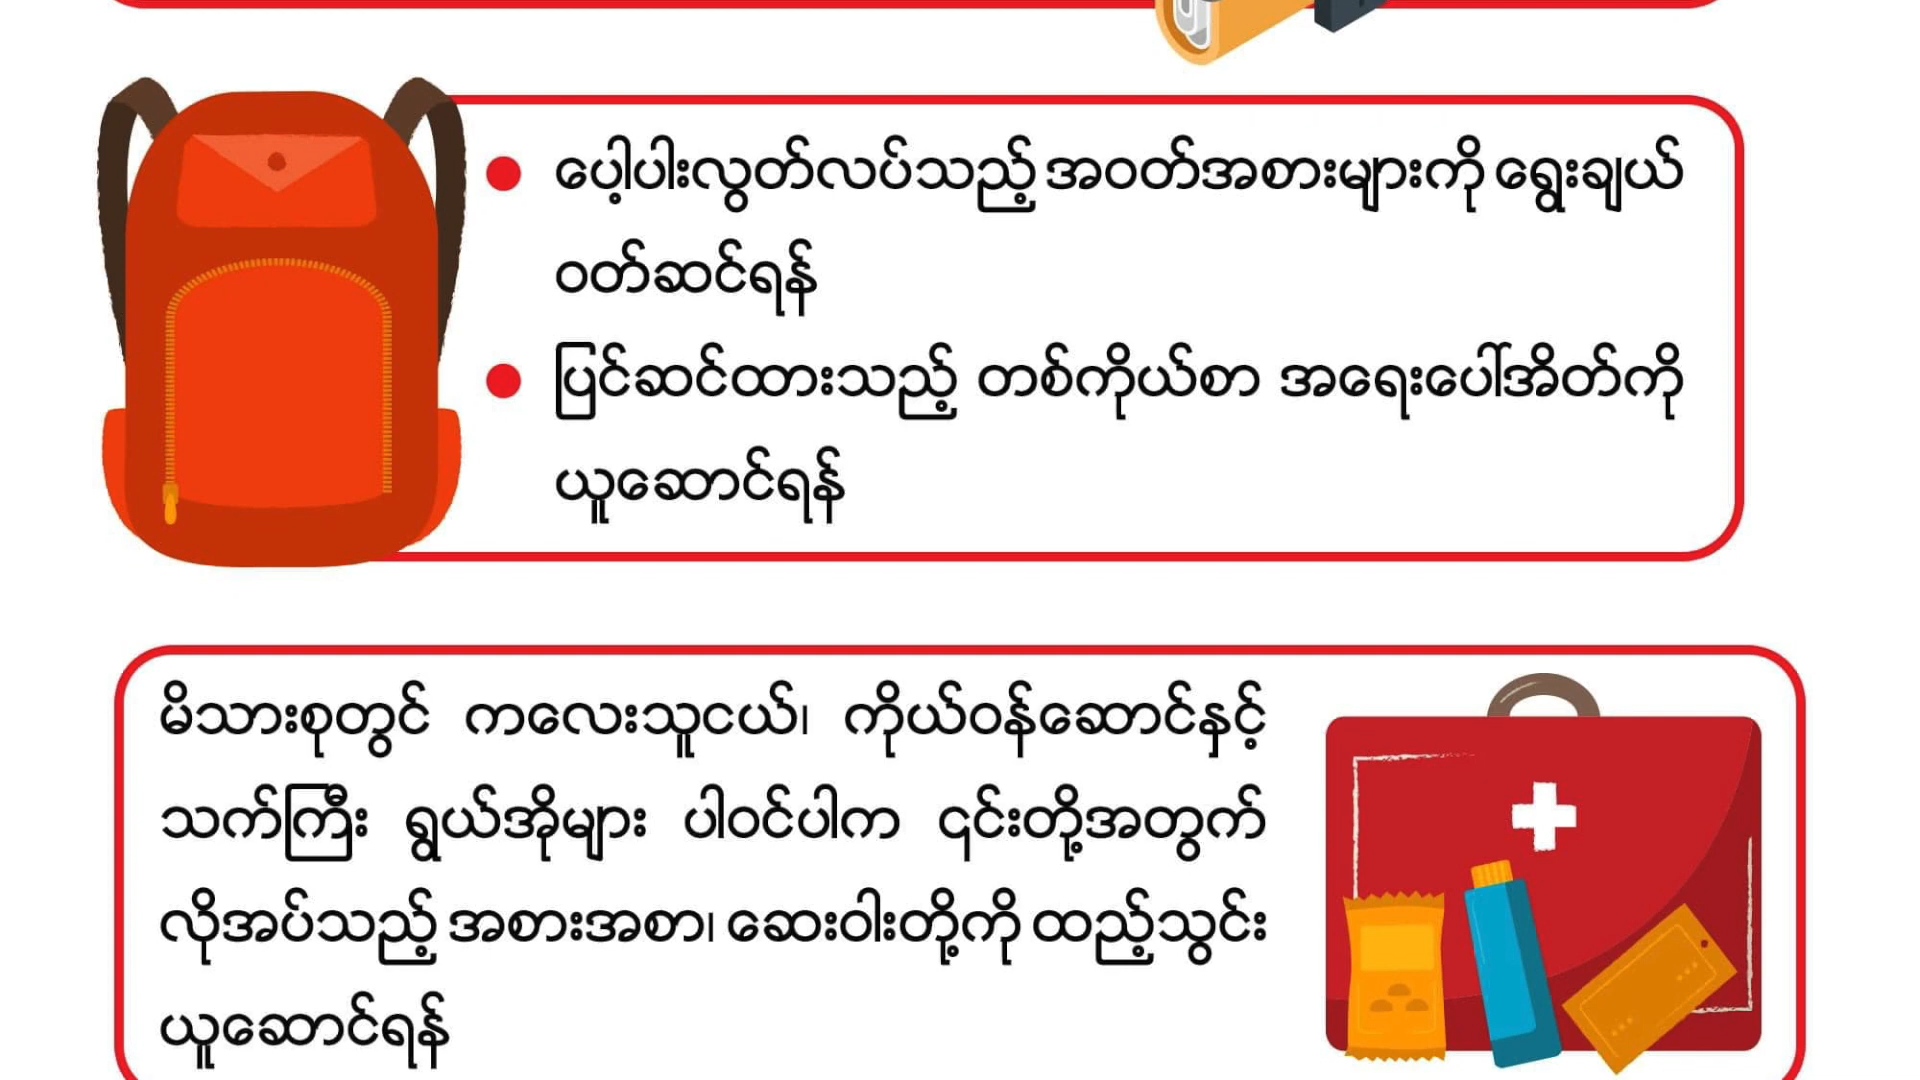 ပေါ့ပါးလွတ်လပ်သည့် အဝတ်အစားများကို ရွေးချယ်
ဝတ်ဆင်ရန်
ပြင်ဆင်ထားသည့် တစ်ကိုယ်စာ အရေးပေါ်အိတ်ကို
ယူဆောင်ရန်
မိသားစုတွင် ကလေးသူငယ်၊ ကိုယ်ဝန်ဆောင်နှင့်
သက်ကြီး ရွယ်အိုများ ပါဝင်ပါက ၎င်းတို့အတွက်
လိုအပ်သည့် အစားအစာ၊ ဆေးဝါးတို့ကို ထည့်သွင်း
ယူဆောင်ရန်